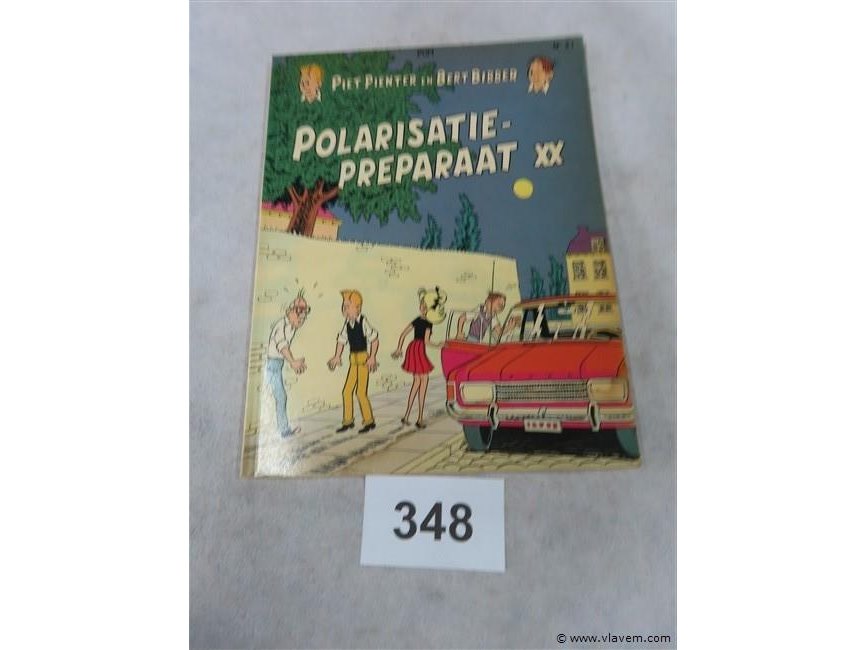 PIET PIENTER EN BERT BIBBER
POLARISATIE-
PREPARAAT XX
348
© www.vlavem.com